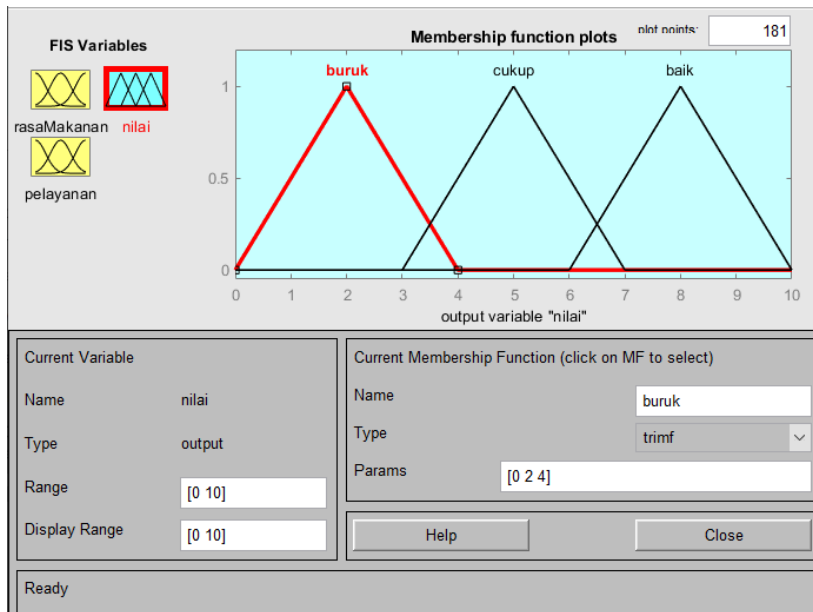 FIS Variables
rasaMakanan
nilai
pelayanan
Membership function plots
plot points:
181
buruk
cukup
baik
1
0.5
0
0 1 2 3 4 5 6 7 8 9 10
output variable "nilai"
Current Variable
Name
nilai
Type
output
Range
[0 10]
Display Range
[0 10]
Current Membership Function (click on MF to select)
Name
buruk
Type
trimf
Params
[0 2 4]
Help
Close
Ready